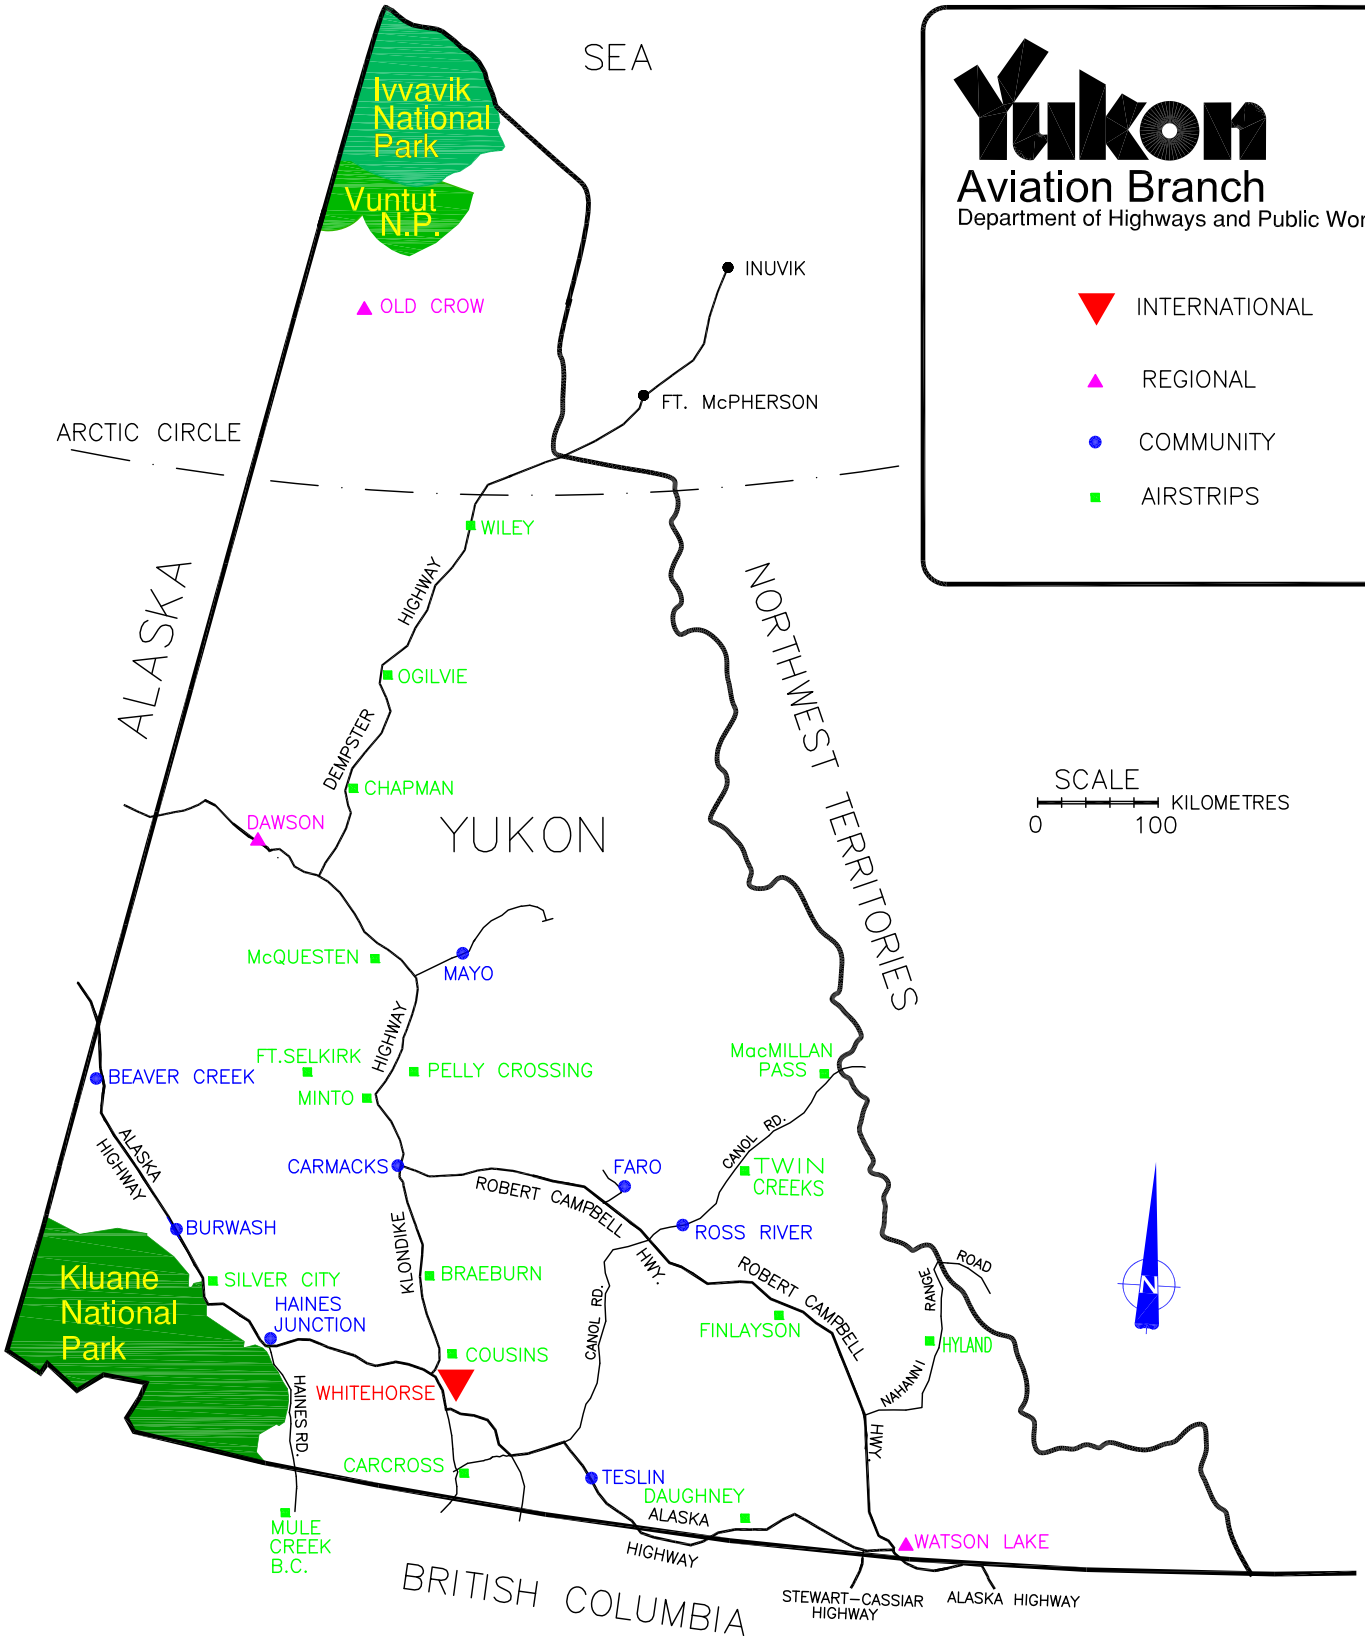 SEA
Ivvavik
National
Park
Vuntut
N.P.
Yukon
Aviation Branch
Department of Highways and Public Wor
INTERNATIONAL
REGIONAL
COMMUNITY
AIRSTRIPS
INUVIK
OLD CROW
FT. McPHERSON
ARCTIC CIRCLE
WILEY
HIGHWAY
ALASKA
NORTHWEST TERRITORIES
OGILVIE
DEMPSTER
CHAPMAN
SCALE
KILOMETRES
0 100
DAWSON
YUKON
McQUESTEN
MAYO
HIGHWAY
FT.SELKIRK
PELLY CROSSING
MacMILLAN
PASS
BEAVER CREEK
MINTO
ALASKA
HIGHWAY
CANOL RD.
CARMACKS
FARO
TWIN
CREEKS
ROBERT CAMPBELL
HWY.
BURWASH
KLONDIKE
ROSS RIVER
ROAD
RANGE
NAHANNI
Kluane
National
Park
SILVER CITY
BRAEBURN
ROBERT CAMPBELL
HWY.
N
HAINES
JUNCTION
CANOL RD.
FINLAYSON
HYLAND
COUSINS
WHITEHORSE
HAINES RD.
CARCROSS
TESLIN
DAUGHNEY
ALASKA
HIGHWAY
MULE
CREEK
B.C.
WATSON LAKE
BRITISH COLUMBIA
STEWART-CASSIAR
HIGHWAY
ALASKA HIGHWAY